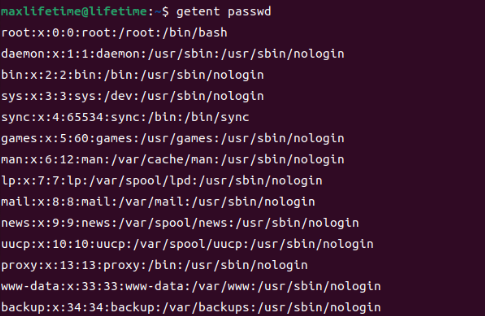 maxlifetime@lifetime:~$ getent passwd
root:x:0:0:root:/root:/bin/bash
daemon:x:1:1:daemon:/usr/sbin:/usr/sbin/nologin
bin:x:2:2:bin:/bin:/usr/sbin/nologin
sys:x:3:3:sys:/dev:/usr/sbin/nologin
sync:x:4:65534:sync:/bin:/bin/sync
games:x:5:60:games:/usr/games:/usr/sbin/nologin
man:x:6:12:man:/var/cache/man:/usr/sbin/nologin
lp:x:7:7:lp:/var/spool/lpd:/usr/sbin/nologin
mail:x:8:8:mail:/var/mail:/usr/sbin/nologin
news:x:9:9:news:/var/spool/news:/usr/sbin/nologin
uucp:x:10:10:uucp:/var/spool/uucp:/usr/sbin/nologin
proxy:x:13:13:proxy:/bin:/usr/sbin/nologin
www-data:x:33:33:www-data:/var/www:/usr/sbin/nologin
backup:x:34:34:backup:/var/backups:/usr/sbin/nologin